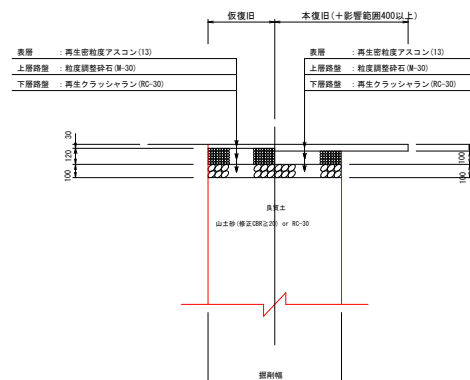 仮復旧
本復旧(＋影響範囲400以上)
表層 : 再生密粒度アスコン(13)
上層路盤 : 粒度調整砕石(M-30)
下層路盤 : 再生クラッシャラン(RC-30)
表層 : 再生密粒度アスコン(13)
上層路盤 : 粒度調整砕石(M-30)
下層路盤 : 再生クラッシャラン(RC-30)
30
120
100
100
100
良質土
山土砂(修正CBR≧20) or RC-30
掘削幅